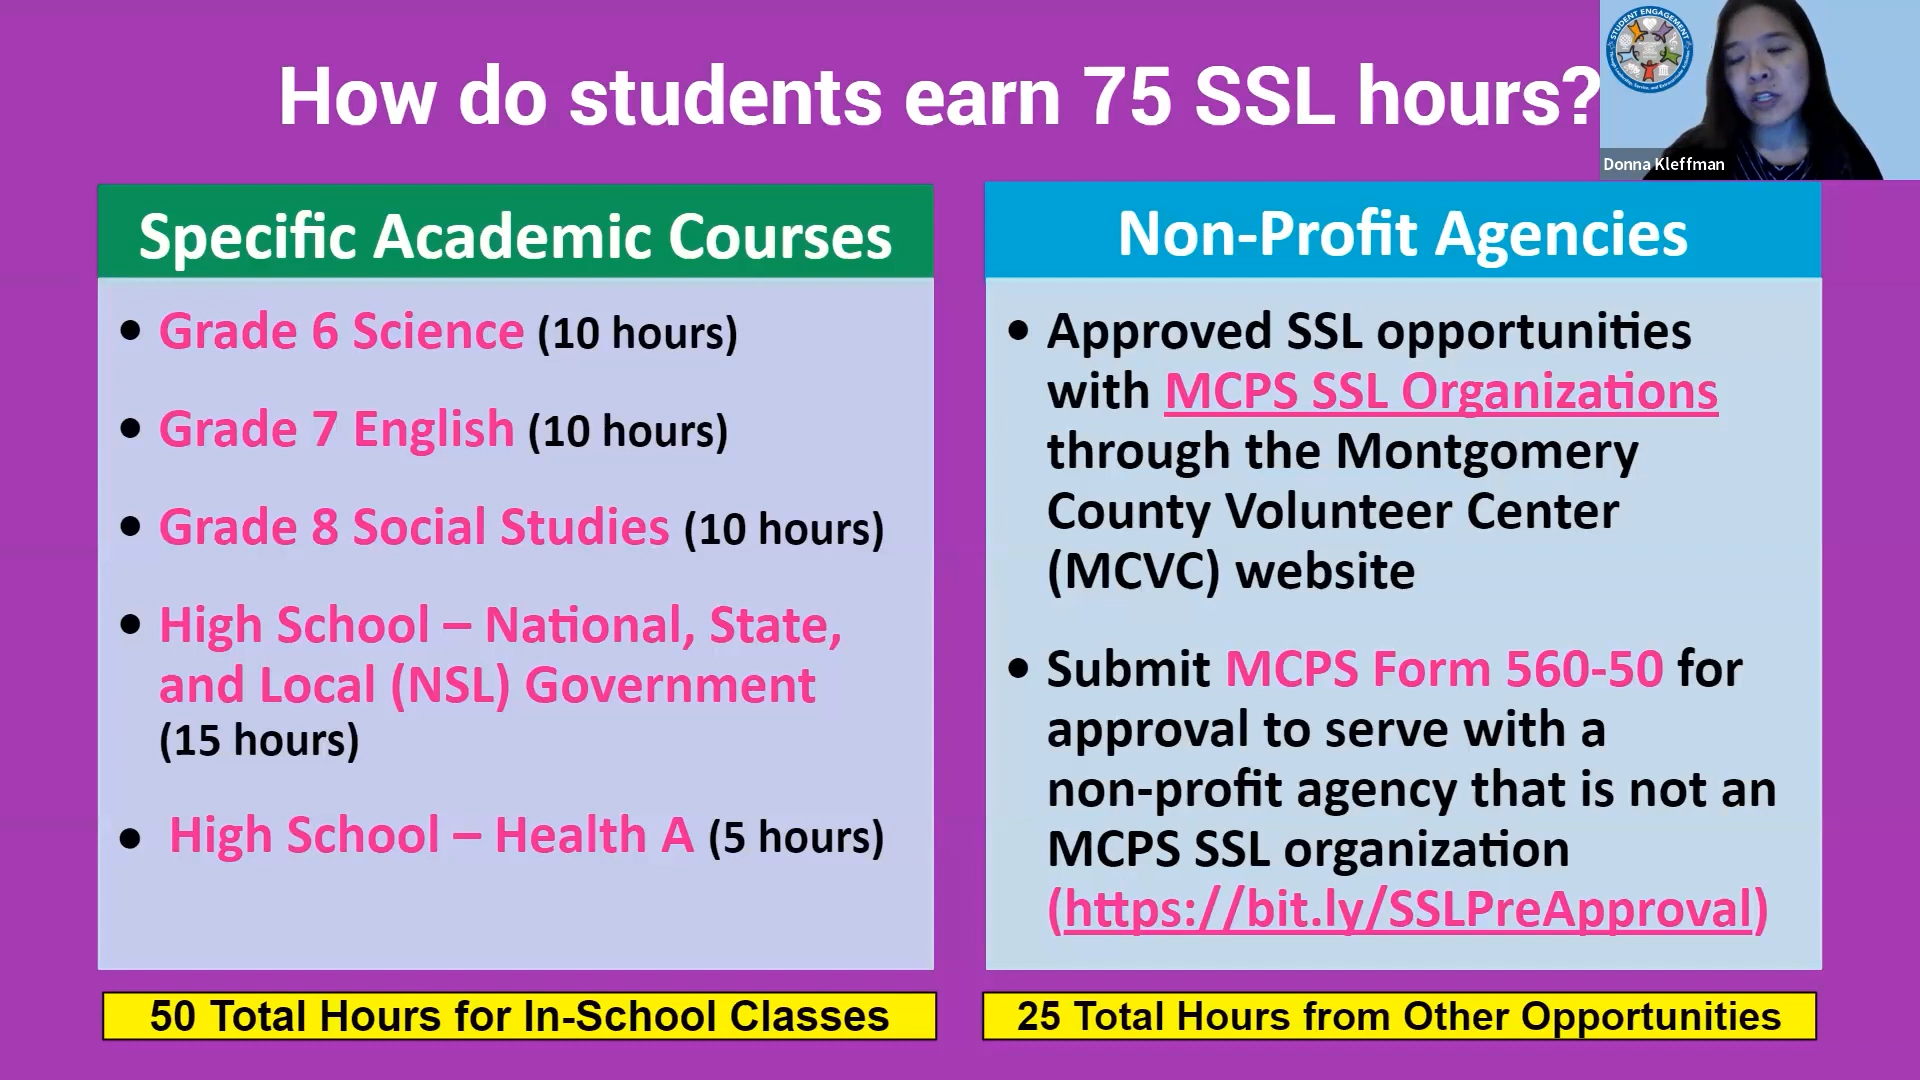 How do students earn 75 SSL hours?
STUDENT ENGAGEMENT
Donna Kleffman
Specific Academic Courses
• Grade 6 Science (10 hours)
• Grade 7 English (10 hours)
• Grade 8 Social Studies (10 hours)
• High School – National, State,
and Local (NSL) Government
(15 hours)
• High School – Health A (5 hours)
50 Total Hours for In-School Classes
Non-Profit Agencies
• Approved SSL opportunities
with MCPS SSL Organizations
through the Montgomery
County Volunteer Center
(MCVC) website
• Submit MCPS Form 560-50 for
approval to serve with a
non-profit agency that is not an
MCPS SSL organization
(https://bit.ly/SSLPreApproval)
25 Total Hours from Other Opportunities